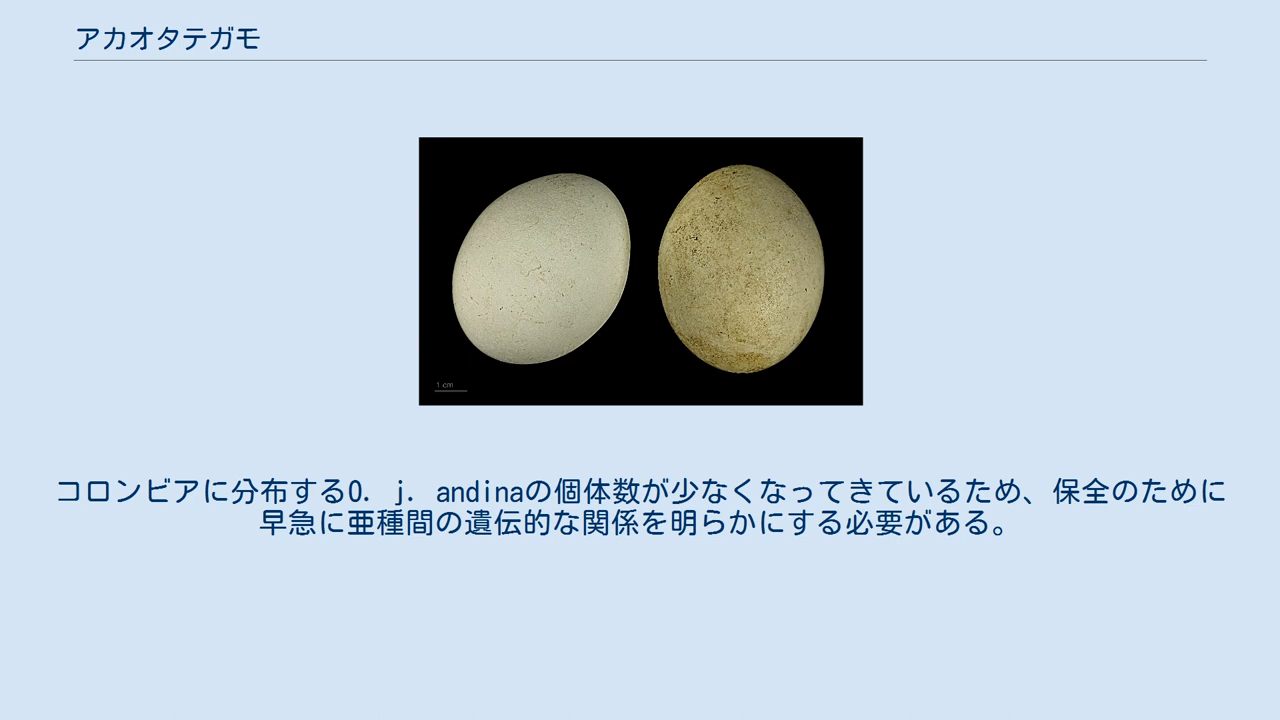 アカオタテガモ
1 cm
コロンビアに分布するO. j. andinaの個体数が少なくなってきているため、保全のために
早急に亜種間の遺伝的な関係を明らかにする必要がある。